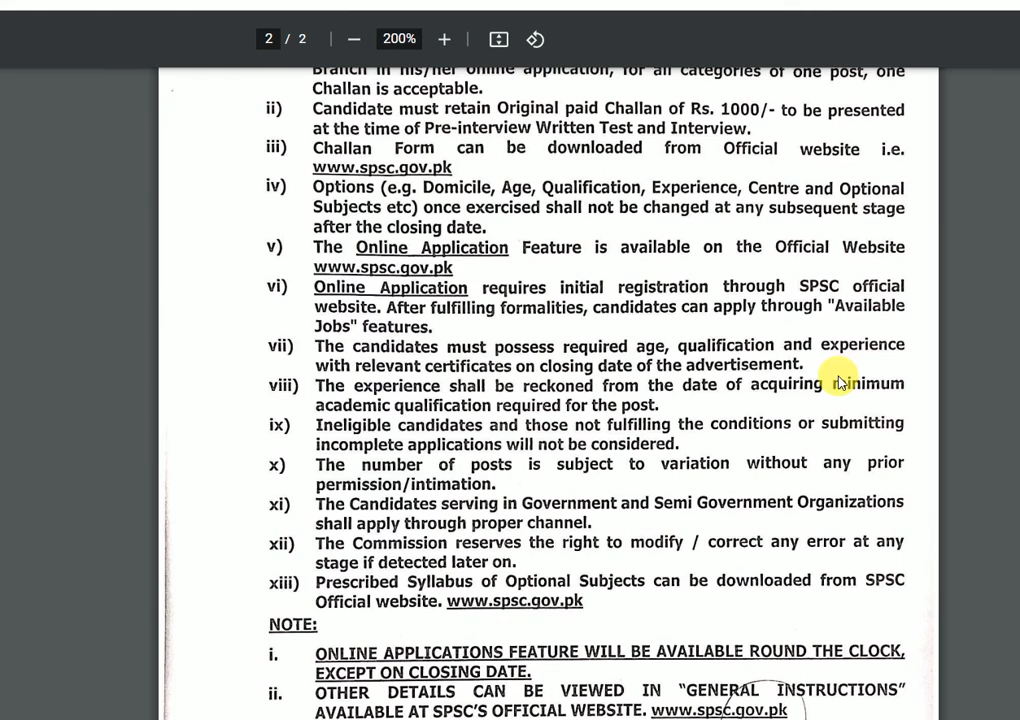 2 / 2
200%
Branch in his/her online application, for all categories of one post, one
Challan is acceptable.
ii) Candidate must retain Original paid Challan of Rs. 1000/- to be presented
at the time of Pre-interview Written Test and Interview.
iii) Challan Form can be downloaded from Official website i.e.
www.spsc.gov.pk
iv) Options (e.g. Domicile, Age, Qualification, Experience, Centre and Optional
Subjects etc) once exercised shall not be changed at any subsequent stage
after the closing date.
v) The Online Application Feature is available on the Official Website
www.spsc.gov.pk
vi) Online Application requires initial registration through SPSC official
website. After fulfilling formalities, candidates can apply through "Available
Jobs" features.
vii) The candidates must possess required age, qualification and experience
with relevant certificates on closing date of the advertisement.
viii) The experience shall be reckoned from the date of acquiring minimum
academic qualification required for the post.
ix) Ineligible candidates and those not fulfilling the conditions or submitting
incomplete applications will not be considered.
x) The number of posts is subject to variation without any prior
permission/intimation.
xi) The Candidates serving in Government and Semi Government Organizations
shall apply through proper channel.
xii) The Commission reserves the right to modify / correct any error at any
stage if detected later on.
xiii) Prescribed Syllabus of Optional Subjects can be downloaded from SPSC
Official website. www.spsc.gov.pk
NOTE:
i. ONLINE APPLICATIONS FEATURE WILL BE AVAILABLE ROUND THE CLOCK,
EXCEPT ON CLOSING DATE.
ii. OTHER DETAILS CAN BE VIEWED IN “GENERAL INSTRUCTIONS”
AVAILABLE AT SPSC'S OFFICIAL WEBSITE. www.spsc.gov.pk